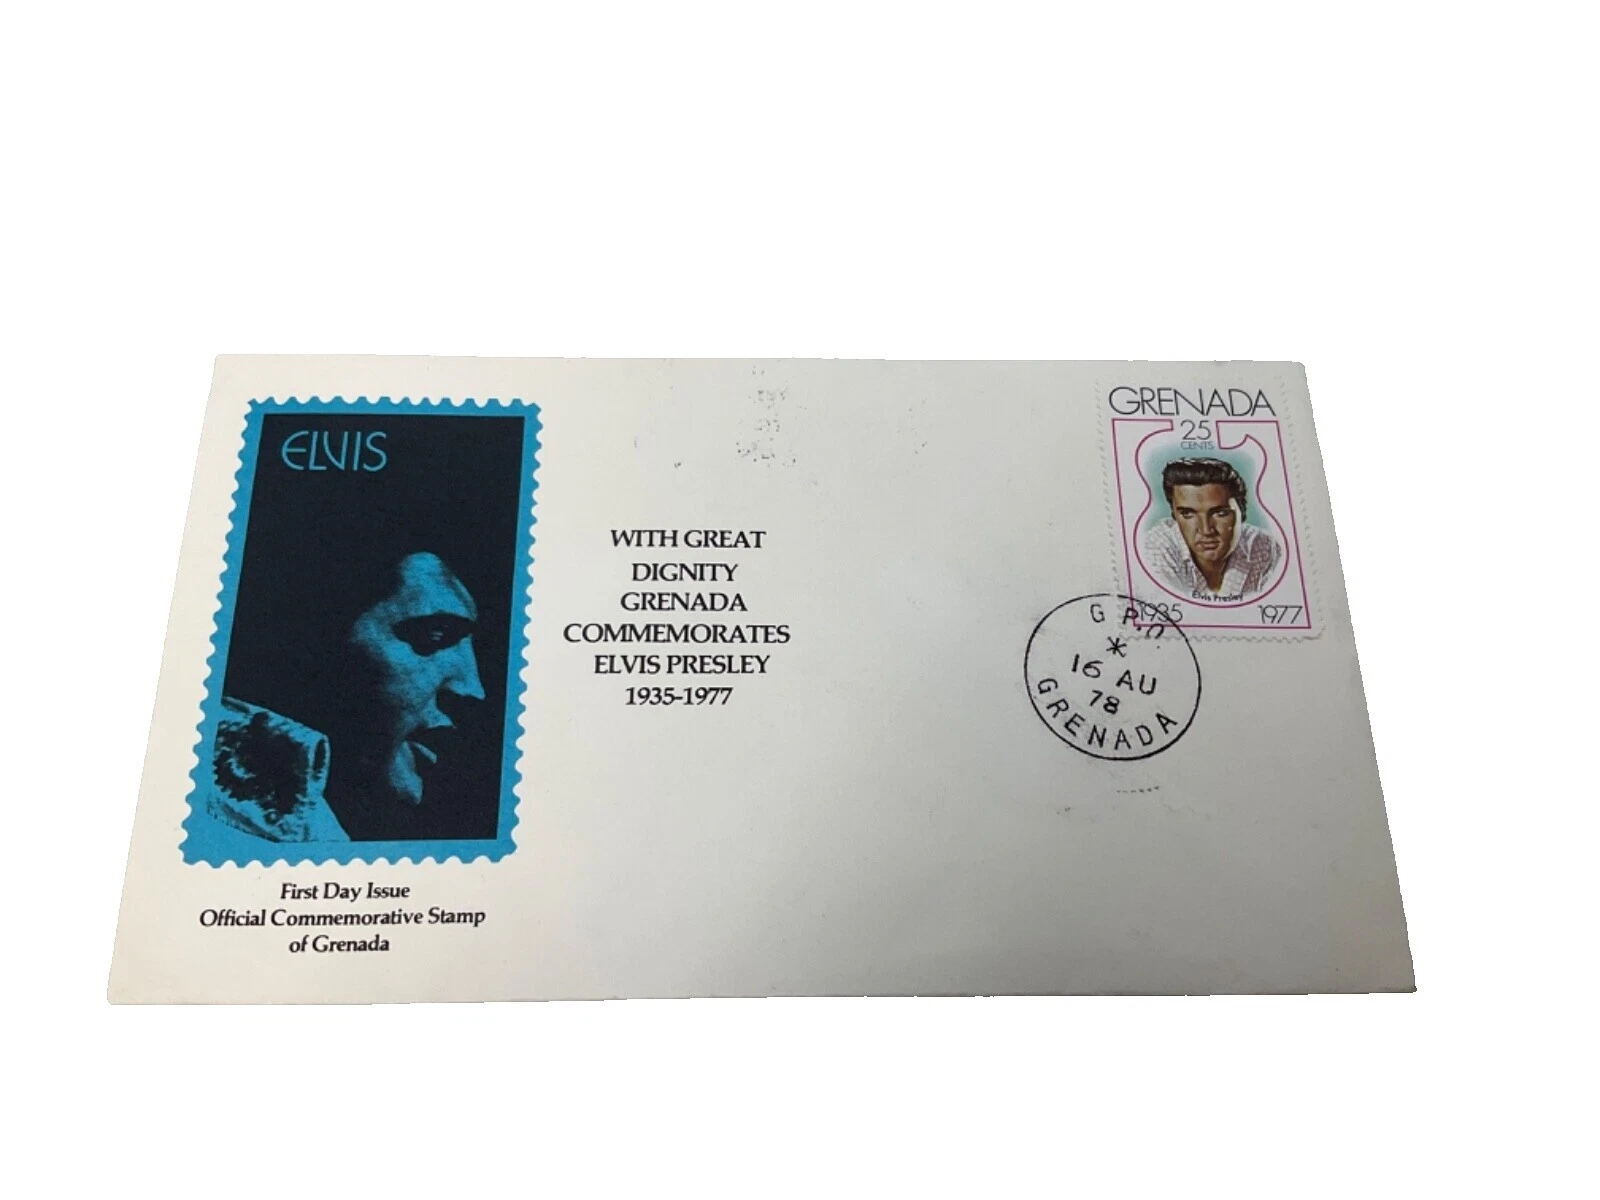 ELVIS
First Day Issue
Official Commemorative Stamp
of Grenada
WITH GREAT
DIGNITY
GRENADA
COMMEMORATES
ELVIS PRESLEY
1935-1977
GRENADA
25
CENTS
Elvis Presley
1935 1977
G.P.O.
*
16 AU
78
GRENADA